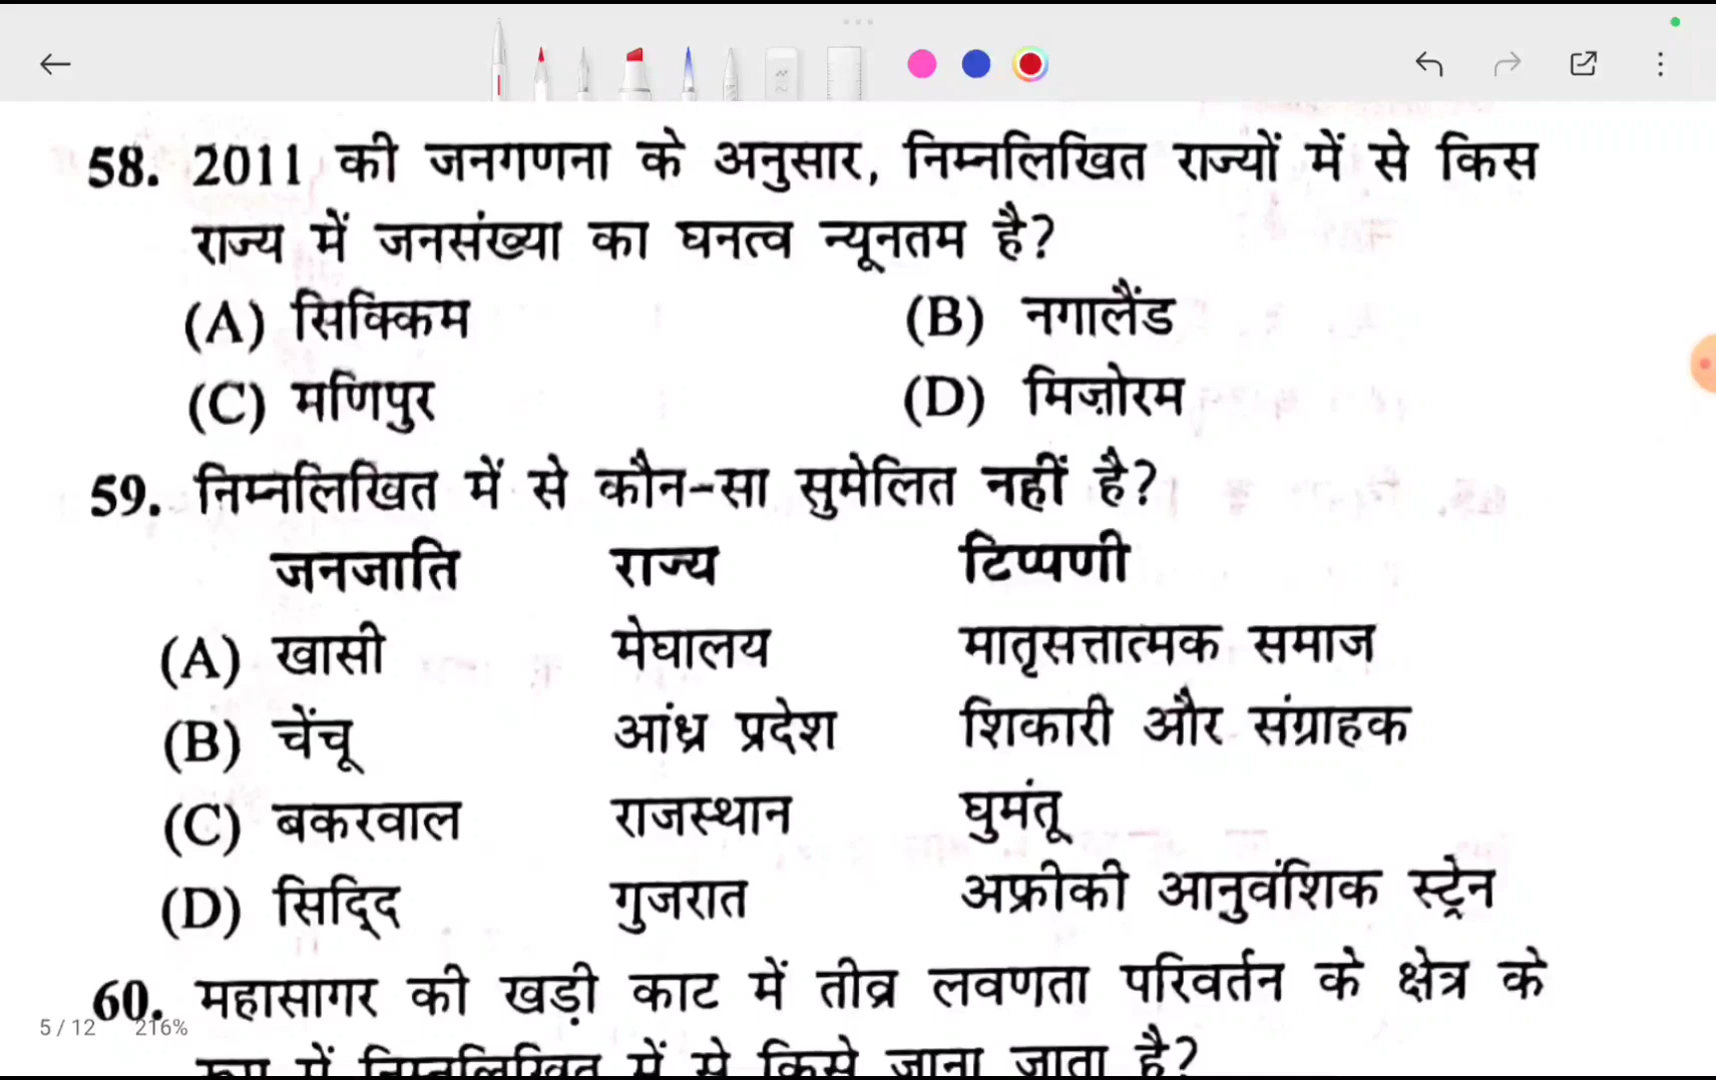 58. 2011 की जनगणना के अनुसार, निम्नलिखित राज्यों में से किस
राज्य में जनसंख्या का घनत्व न्यूनतम है?
(A) सिक्किम (B) नगालैंड
(C) मणिपुर (D) मिज़ोरम
59. निम्नलिखित में से कौन-सा सुमेलित नहीं है?
जनजाति राज्य टिप्पणी
(A) खासी मेघालय मातृसत्तात्मक समाज
(B) चेंचू आंध्र प्रदेश शिकारी और संग्राहक
(C) बकरवाल राजस्थान घुमंतू
(D) सिद्दि गुजरात अफ्रीकी आनुवंशिक स्ट्रेन
60. महासागर की खड़ी काट में तीव्र लवणता परिवर्तन के क्षेत्र के
5 / 12 216%
रूप में निम्नलिखित में से किसे जाना जाता है?